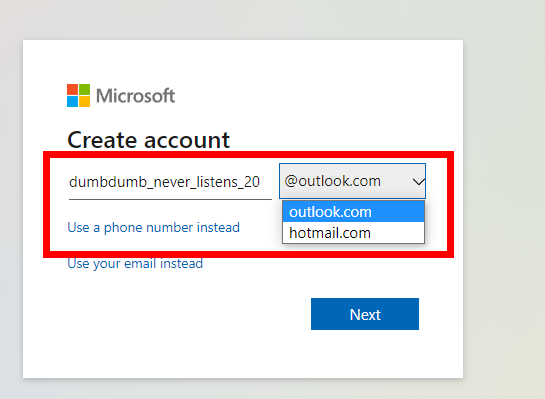 Microsoft
Create account
dumbdumb_never_listens_20 @outlook.com
outlook.com
Use a phone number instead
hotmail.com
Use your email instead
Next